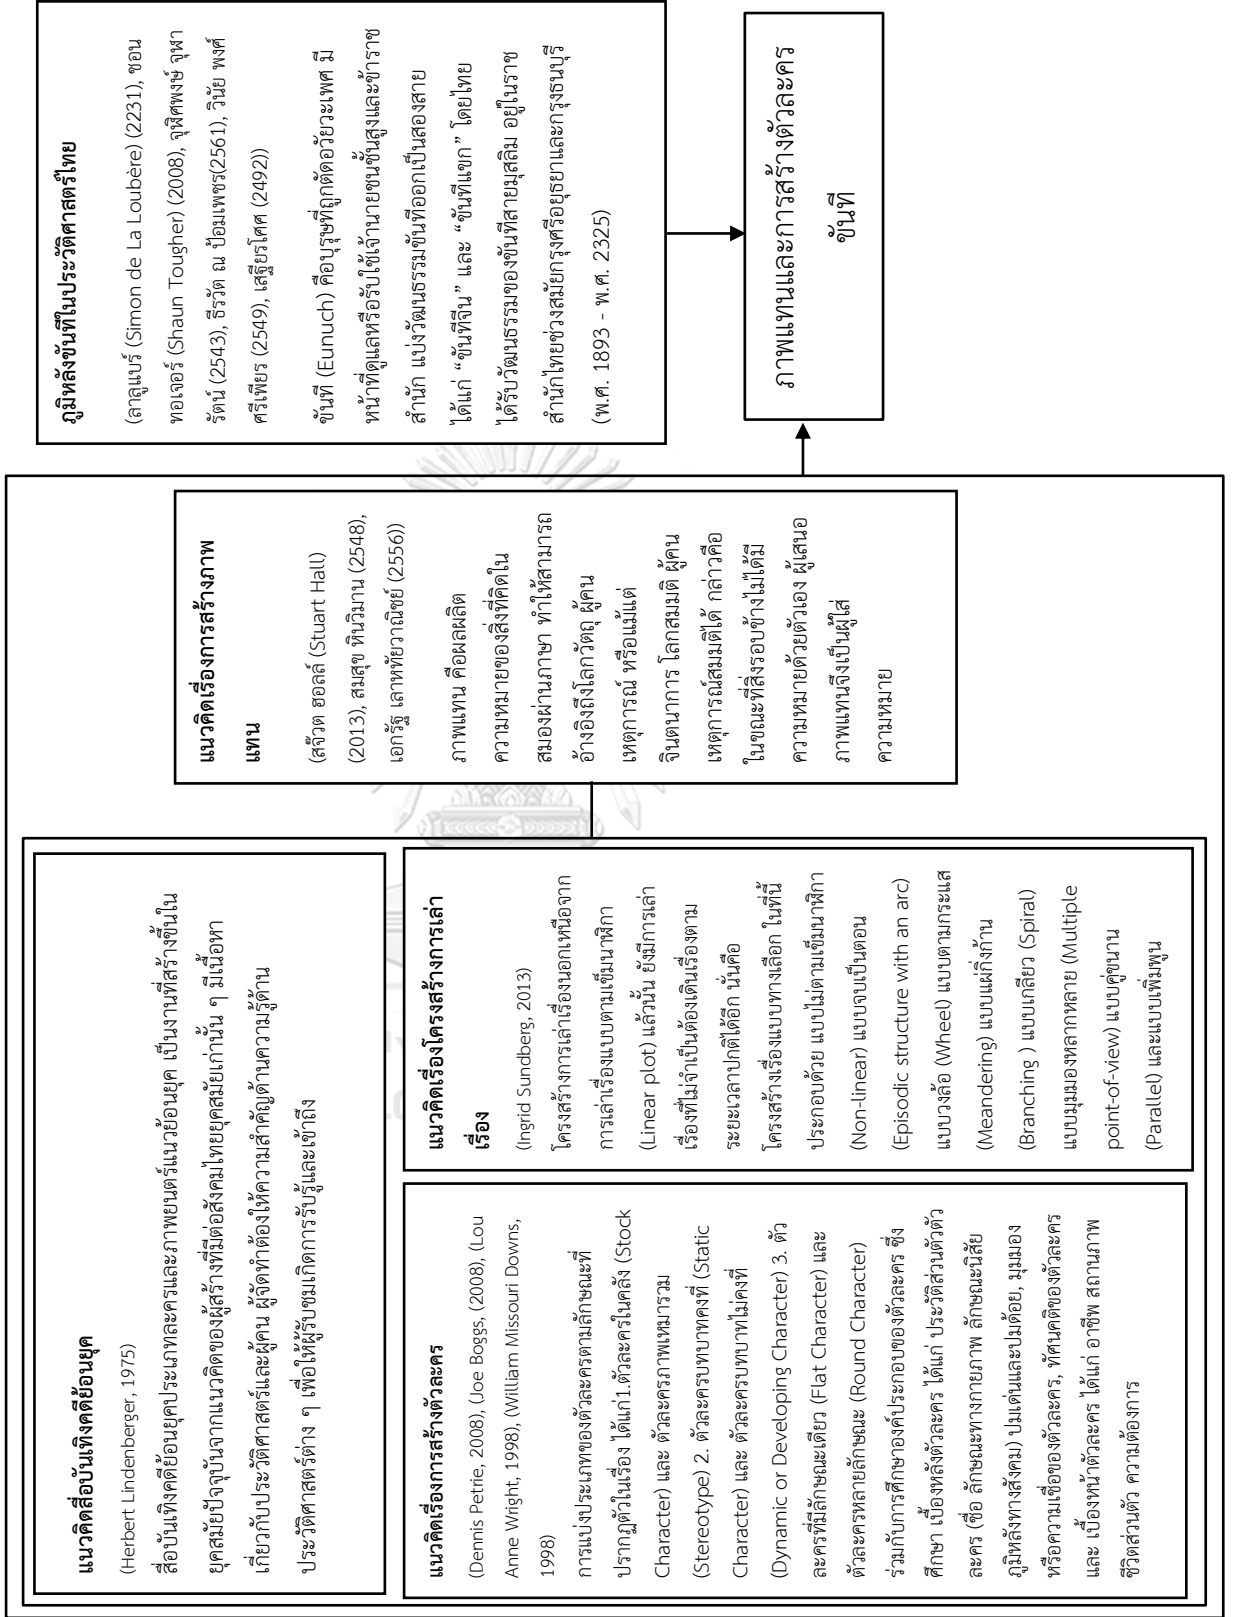 แนวคิดสื่อบันเทิงคดีย้อนยุค
(Herbert Lindenberger, 1975)
สื่อบันเทิงคดีย้อนยุคประเภทละครและภาพยนตร์แนวย้อนยุค เป็นงานที่สร้างขึ้นใน
ยุคสมัยปัจจุบันจากแนวคิดของผู้สร้างที่มีต่อสังคมไทยยุคสมัยเก่านั้น ๆ มีเนื้อหา
เกี่ยวกับประวัติศาสตร์และผู้คน ผู้จัดทำต้องให้ความสำคัญด้านความรู้ด้าน
ประวัติศาสตร์ต่าง ๆ เพื่อให้ผู้รับชมเกิดการรับรู้และเข้าถึง
แนวคิดเรื่องการสร้างตัวละคร
(Dennis Petrie, 2008), (Joe Boggs, (2008), (Lou
Anne Wright, 1998), (William Missouri Downs,
1998)
การแบ่งประเภทของตัวละครตามลักษณะที่
ปรากฏตัวในเรื่อง ได้แก่1.ตัวละครในคลัง (Stock
Character) และ ตัวละครภาพเหมารวม
(Stereotype) 2. ตัวละครบทบาทคงที่ (Static
Character) และ ตัวละครบทบาทไม่คงที่
(Dynamic or Developing Character) 3. ตัว
ละครที่มีลักษณะเดียว (Flat Character) และ
ตัวละครหลายลักษณะ (Round Character)
ร่วมกับการศึกษาองค์ประกอบของตัวละคร ซึ่ง
ศึกษา เบื้องหลังตัวละคร ได้แก่ ประวัติส่วนตัวตัว
ละคร (ชื่อ ลักษณะทางกายภาพ ลักษณะนิสัย
ภูมิหลังทางสังคม) ปมเด่นและปมด้อย, มุมมอง
หรือความเชื่อของตัวละคร, ทัศนคติของตัวละคร
และ เบื้องหน้าตัวละคร ได้แก่ อาชีพ สถานภาพ
ชีวิตส่วนตัว ความต้องการ
แนวคิดเรื่องโครงสร้างการเล่า
เรื่อง
(Ingrid Sundberg, 2013)
โครงสร้างการเล่าเรื่องนอกเหนือจาก
การเล่าเรื่องแบบตามเข็มนาฬิกา
(Linear plot) แล้วนั้น ยังมีการเล่า
เรื่องที่ไม่จำเป็นต้องเดินเรื่องตาม
ระยะเวลาปกติได้อีก นั่นคือ
โครงสร้างเรื่องแบบทางเลือก ในที่นี้
ประกอบด้วย แบบไม่ตามเข็มนาฬิกา
(Non-linear) แบบจบเป็นตอน
(Episodic structure with an arc)
แบบวงล้อ (Wheel) แบบตามกระแส
(Meandering) แบบแผ่กิ่งก้าน
(Branching ) แบบเกลียว (Spiral)
แบบมุมมองหลากหลาย (Multiple
point-of-view) แบบคู่ขนาน
(Parallel) และแบบเพิ่มพูน
แนวคิดเรื่องการสร้างภาพ
แทน
(สจ๊วต ฮอลล์ (Stuart Hall)
(2013), สมสุข หินวิมาน (2548),
เอกรัฐ เลาหทัยวาณิชย์ (2556))
ภาพแทน คือผลผลิต
ความหมายของสิ่งที่คิดใน
สมองผ่านภาษา ทำให้สามารถ
อ้างอิงถึงโลกวัตถุ ผู้คน
เหตุการณ์ หรือแม้แต่
จินตนาการ โลกสมมติ ผู้คน
เหตุการณ์สมมติได้ กล่าวคือ
ในขณะที่สิ่งรอบข้างไม่ได้มี
ความหมายด้วยตัวเอง ผู้เสนอ
ภาพแทนจึงเป็นผู้ใส่
ความหมาย
ภูมิหลังขันทีในประวัติศาสตร์ไทย
(ลาลูแบร์ (Simon de La Loubère) (2231), ชอน
ทอเจอร์ (Shaun Tougher) (2008), จุฬิศพงษ์ จุฬา
รัตน์ (2543), ธีรวัต ณ ป้อมเพชร(2561), วินัย พงศ์
ศรีเพียร (2549), เสฐียรโกเศศ (2492))
ขันที (Eunuch) คือบุรุษที่ถูกตัดอวัยวะเพศ มี
หน้าที่ดูแลหรือรับใช้เจ้านายชนชั้นสูงและข้าราช
สำนัก แบ่งวัฒนธรรมขันทีออกเป็นสองสาย
ได้แก่ “ขันทีจีน” และ “ขันทีแขก” โดยไทย
ได้รับวัฒนธรรมของขันทีสายมุสลิม อยู่ในราช
สำนักไทยช่วงสมัยกรุงศรีอยุธยาและกรุงธนบุรี
(พ.ศ. 1893 - พ.ศ. 2325)
ภาพแทนและการสร้างตัวละคร
ขันที